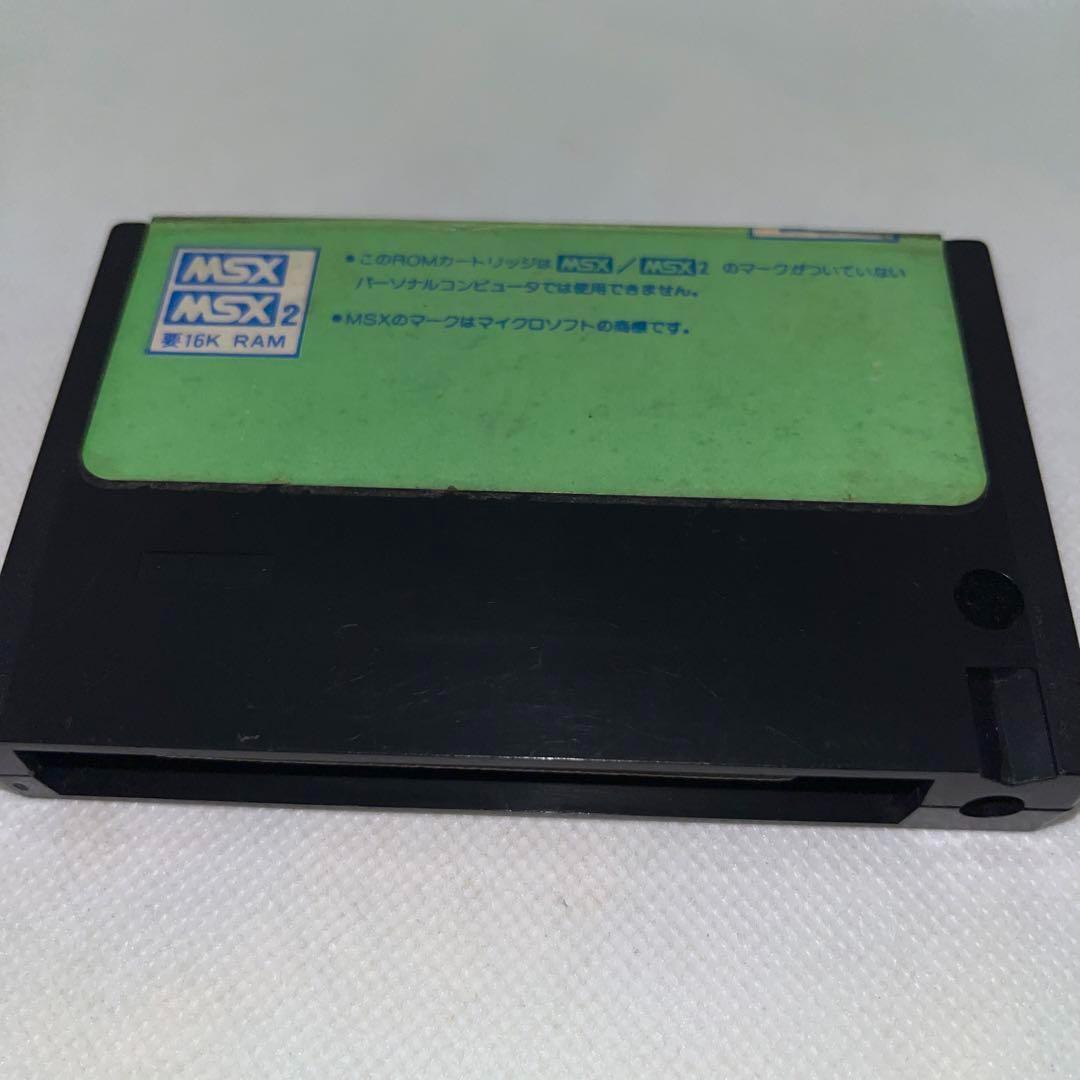 MSX
MSX2
要16K RAM
•このROMカートリッジは MSX / MSX2 のマークがついていない
パーソナルコンピュータでは使用できません。
•MSXのマークはマイクロソフトの商標です。